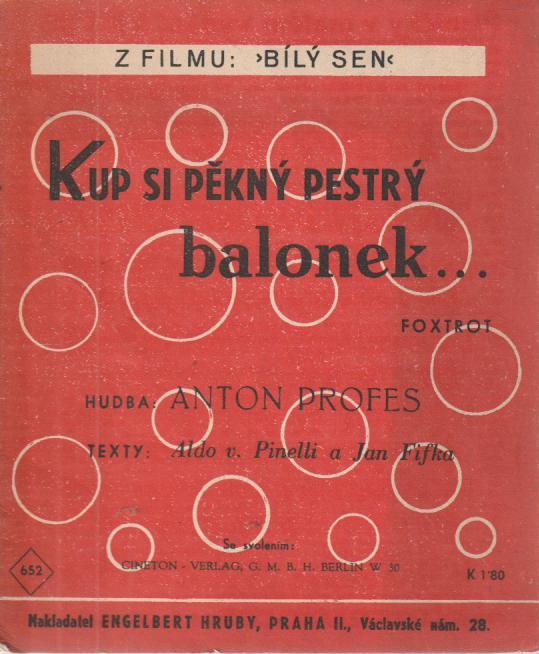 Z FILMU: ›BÍLÝ SEN‹
KUP SI PĚKNÝ PESTRÝ
balonek...
FOXTROT
HUDBA: ANTON PROFES
TEXTY: Aldo v. Pinelli a Jan Fifka
Se svolením:
CINETON - VERLAG, G. M. B. H. BERLIN W 50
652
K 1'80
Nakladatel ENGELBERT HRUBY, PRAHA II., Václavské nám. 28.